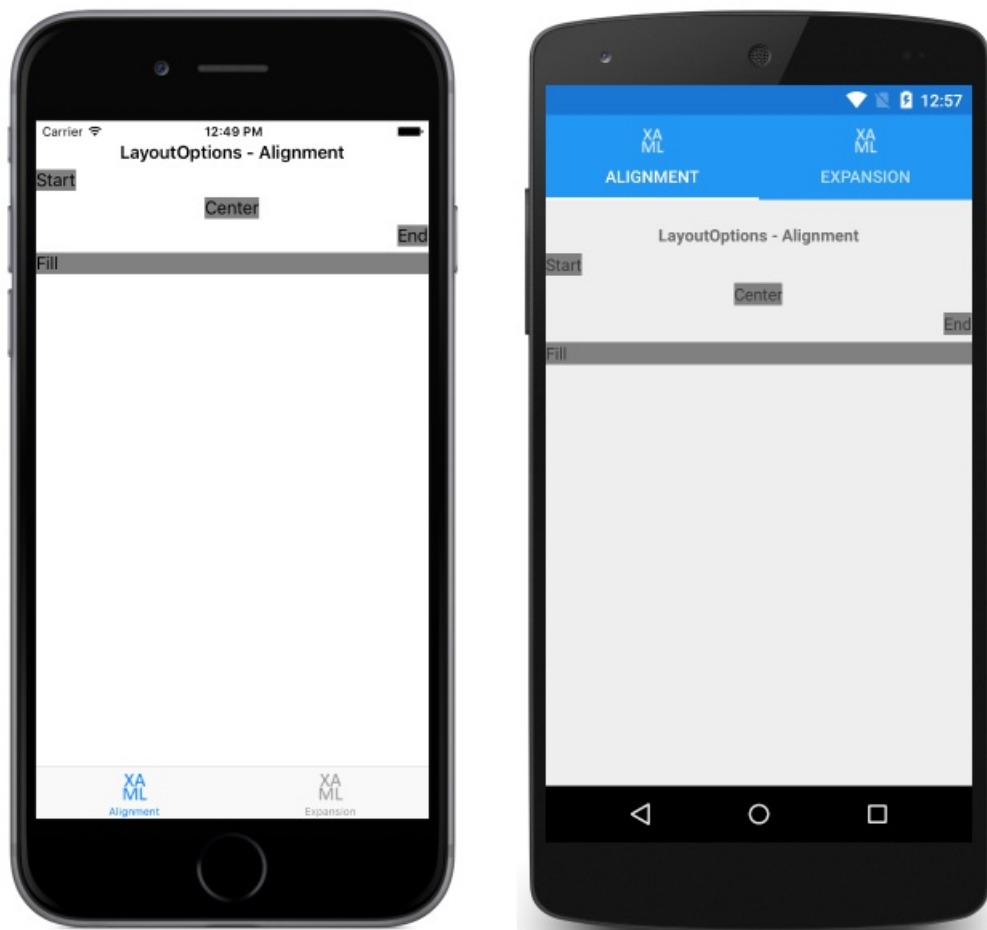 Carrier 12:49 PM
LayoutOptions - Alignment
Start
Center
End
Fill
XA XA
ML ML
Alignment Expansion
12:57
XA XA
ML ML
ALIGNMENT EXPANSION
LayoutOptions - Alignment
Start
Center
End
Fill